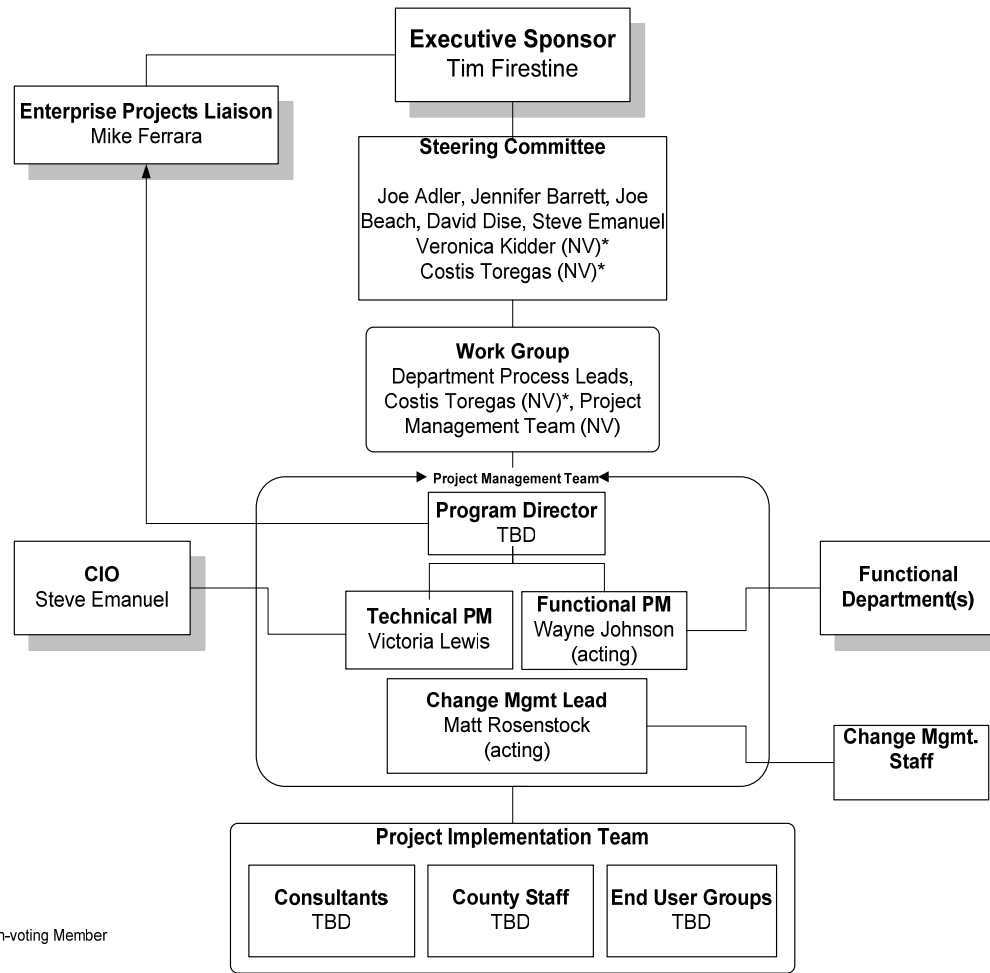 Executive Sponsor
Tim Firestine
Enterprise Projects Liaison
Mike Ferrara
Steering Committee
Joe Adler, Jennifer Barrett, Joe
Beach, David Dise, Steve Emanuel
Veronica Kidder (NV)*
Costis Toregas (NV)*
Work Group
Department Process Leads,
Costis Toregas (NV)*, Project
Management Team (NV)
Project Management Team
Program Director
TBD
CIO
Steve Emanuel
Technical PM
Victoria Lewis
Functional PM
Wayne Johnson
(acting)
Functional
Department(s)
Change Mgmt Lead
Matt Rosenstock
(acting)
Change Mgmt.
Staff
Project Implementation Team
Consultants
TBD
County Staff
TBD
End User Groups
TBD
n-voting Member